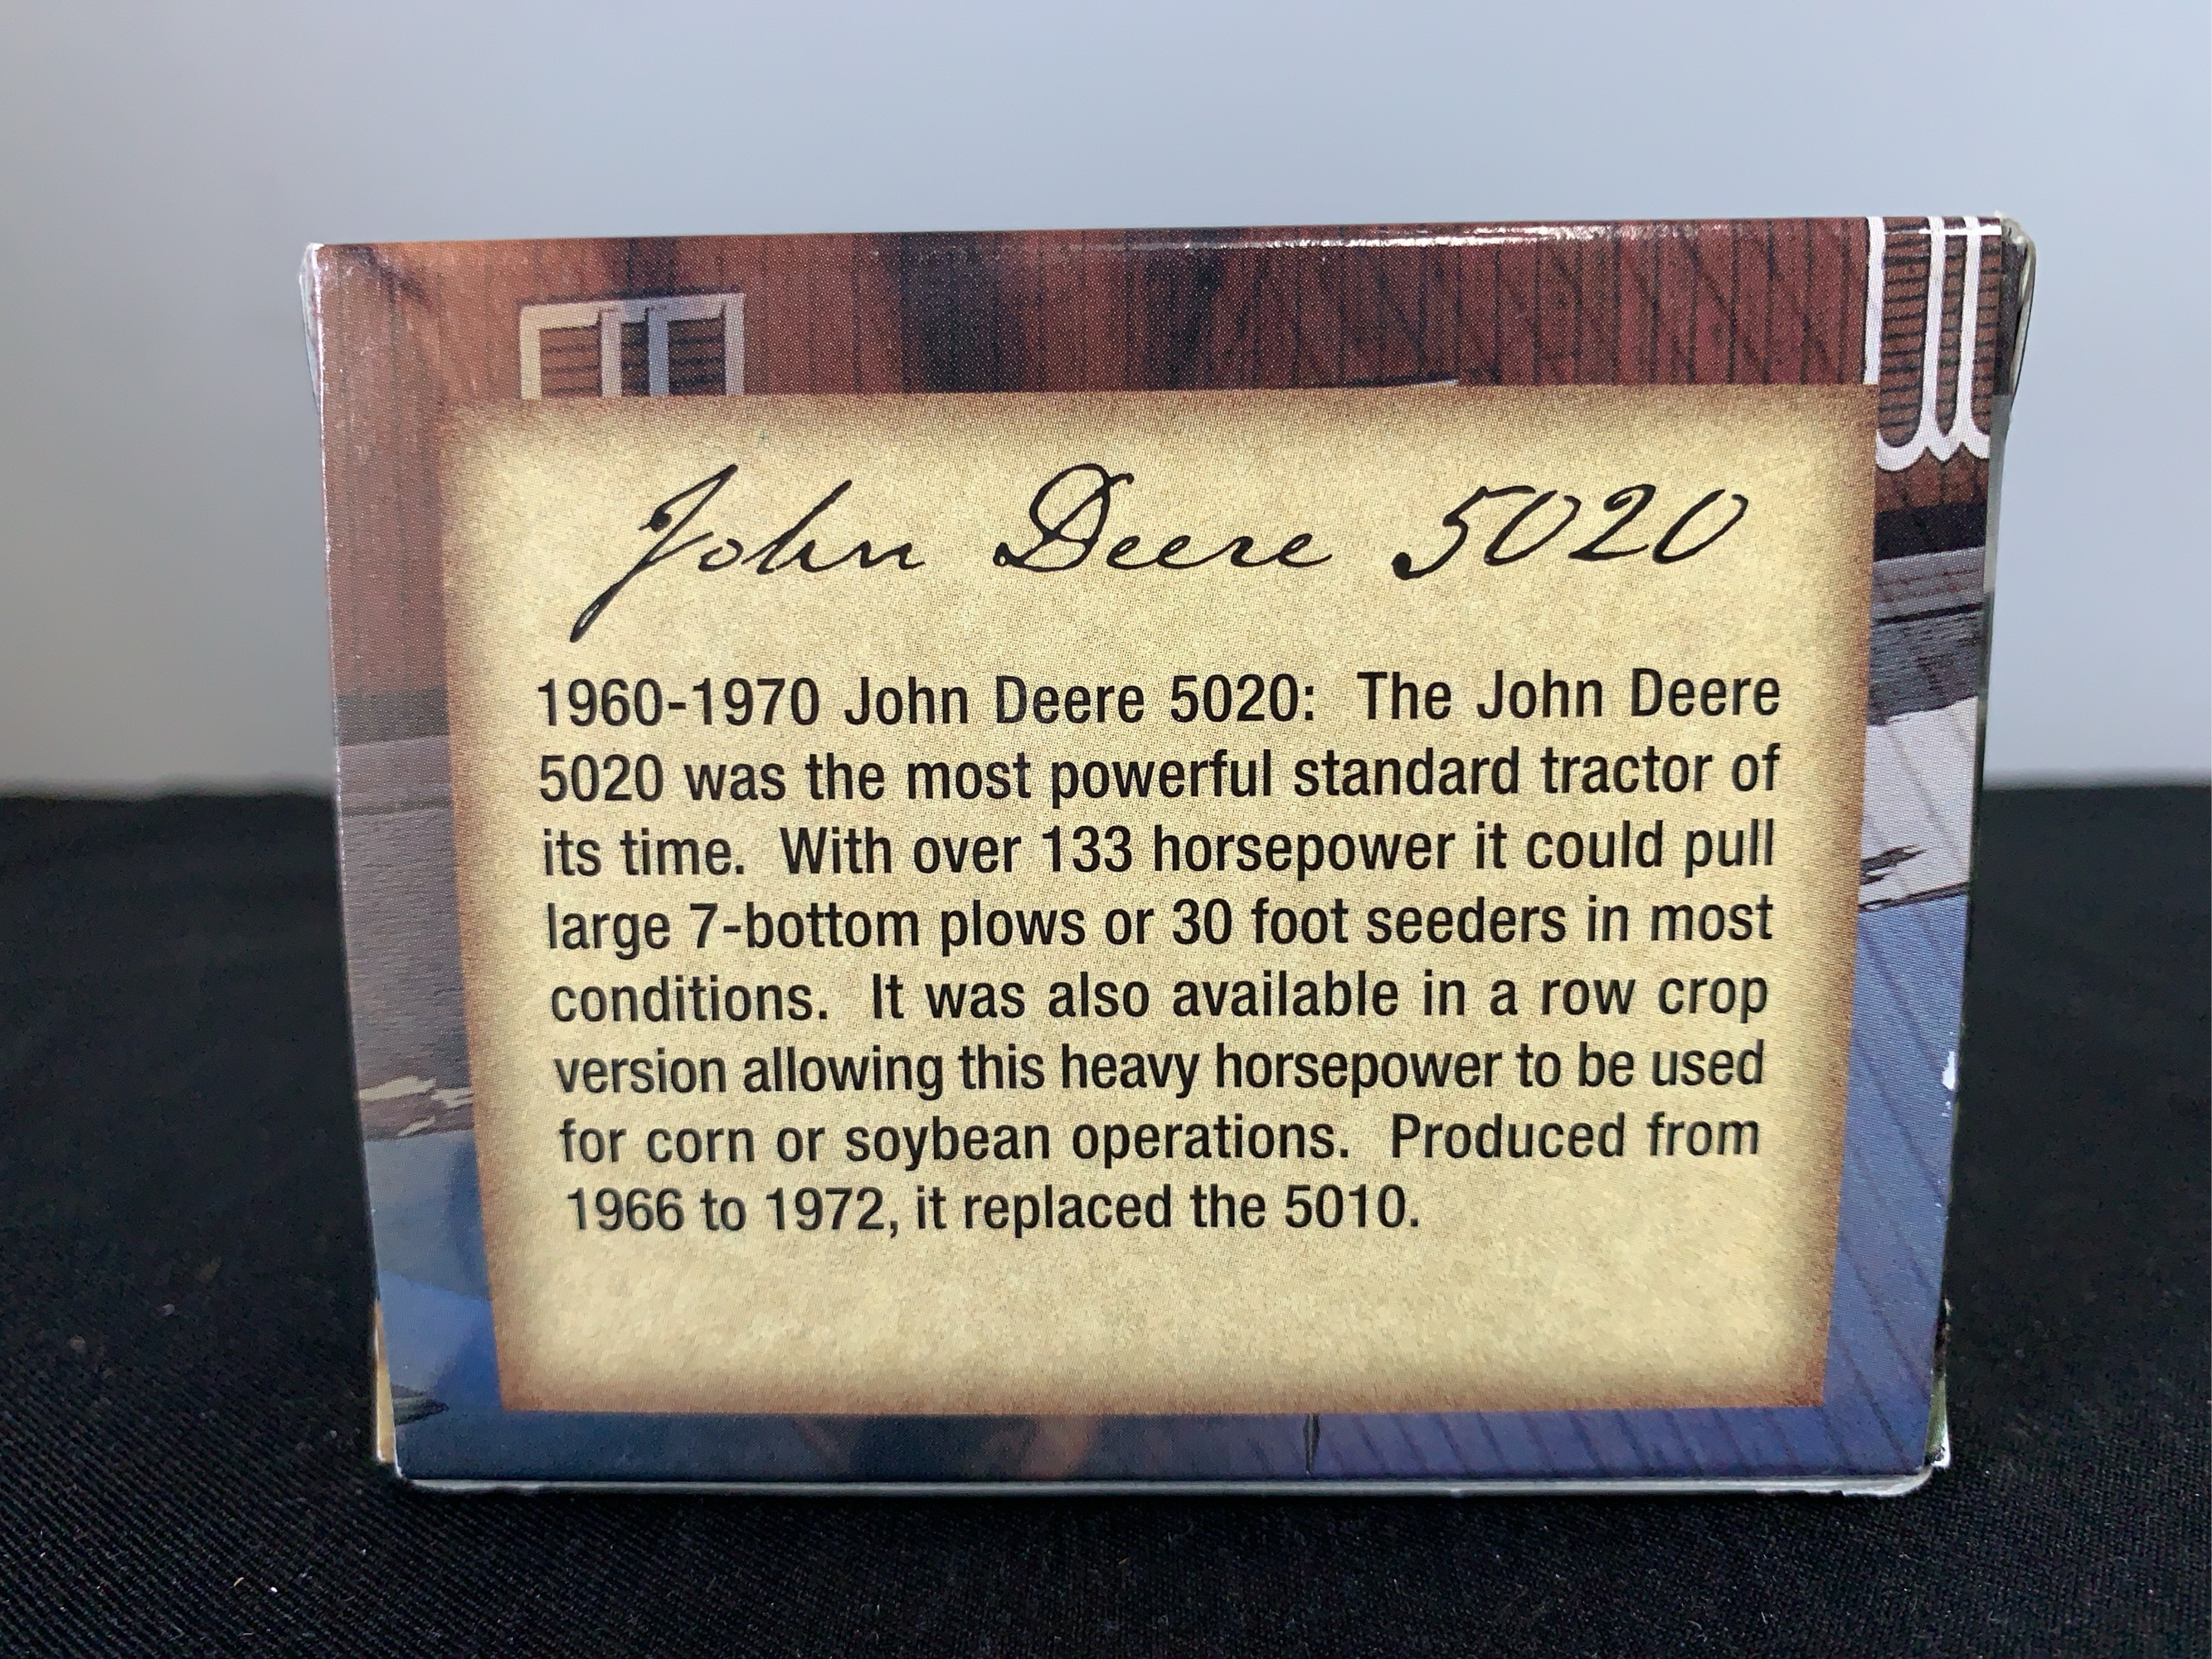 John Deere 5020
1960-1970 John Deere 5020: The John Deere
5020 was the most powerful standard tractor of
its time. With over 133 horsepower it could pull
large 7-bottom plows or 30 foot seeders in most
conditions. It was also available in a row crop
version allowing this heavy horsepower to be used
for corn or soybean operations. Produced from
1966 to 1972, it replaced the 5010.